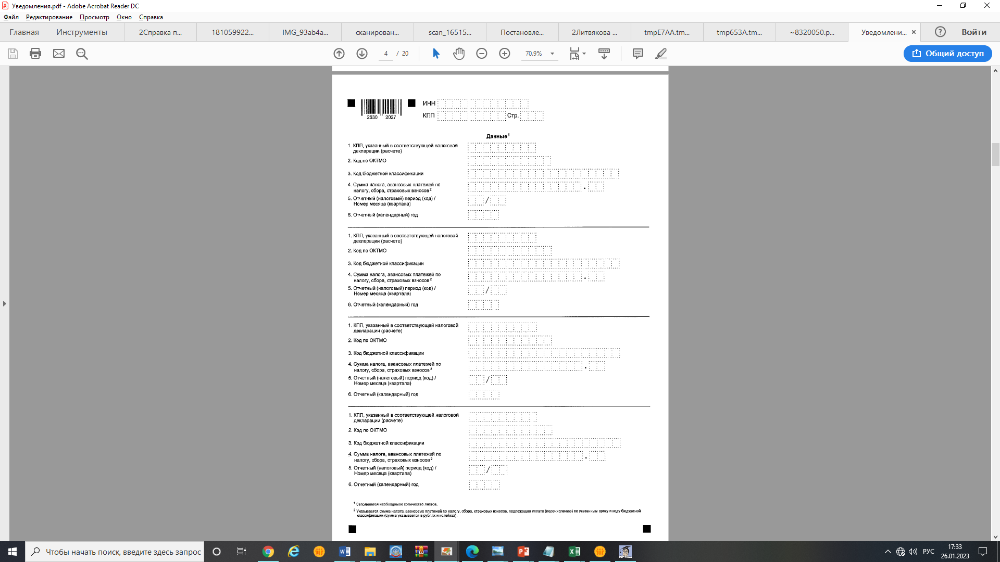 Уведомления.pdf - Adobe Acrobat Reader DC
Файл Редактирование Просмотр Окно Справка
Главная Инструменты 2Справка п... 181059922... IMG_93ab4a... сканирован... scan_16515... Постановле... 2Литвякова ... tmpE7AA.tm... tmp653A.tm... ~8320050.p... Уведомлени... × Войти
4 / 20 70.9% Общий доступ
ИНН
КПП Стр.
2630 2027
Данные¹
1. КПП, указанный в соответствующей налоговой
декларации (расчете)
2. Код по ОКТМО
3. Код бюджетной классификации
4. Сумма налога, авансовых платежей по
налогу, сбора, страховых взносов²
.
5. Отчетный (налоговый) период (код) /
Номер месяца (квартала)
/
6. Отчетный (календарный) год
1. КПП, указанный в соответствующей налоговой
декларации (расчете)
2. Код по ОКТМО
3. Код бюджетной классификации
4. Сумма налога, авансовых платежей по
налогу, сбора, страховых взносов²
.
5. Отчетный (налоговый) период (код) /
Номер месяца (квартала)
/
6. Отчетный (календарный) год
1. КПП, указанный в соответствующей налоговой
декларации (расчете)
2. Код по ОКТМО
3. Код бюджетной классификации
4. Сумма налога, авансовых платежей по
налогу, сбора, страховых взносов²
.
5. Отчетный (налоговый) период (код) /
Номер месяца (квартала)
/
6. Отчетный (календарный) год
1. КПП, указанный в соответствующей налоговой
декларации (расчете)
2. Код по ОКТМО
3. Код бюджетной классификации
4. Сумма налога, авансовых платежей по
налогу, сбора, страховых взносов²
.
5. Отчетный (налоговый) период (код) /
Номер месяца (квартала)
/
6. Отчетный (календарный) год
¹ Заполняется необходимое количество листов.
² Указывается сумма налога, авансовых платежей по налогу, сбора, страховых взносов, подлежащая уплате (перечислению) по указанным сроку и коду бюджетной
классификации (сумма указывается в рублях и копейках).
Чтобы начать поиск, введите здесь запрос
РУС
17:33
26.01.2023